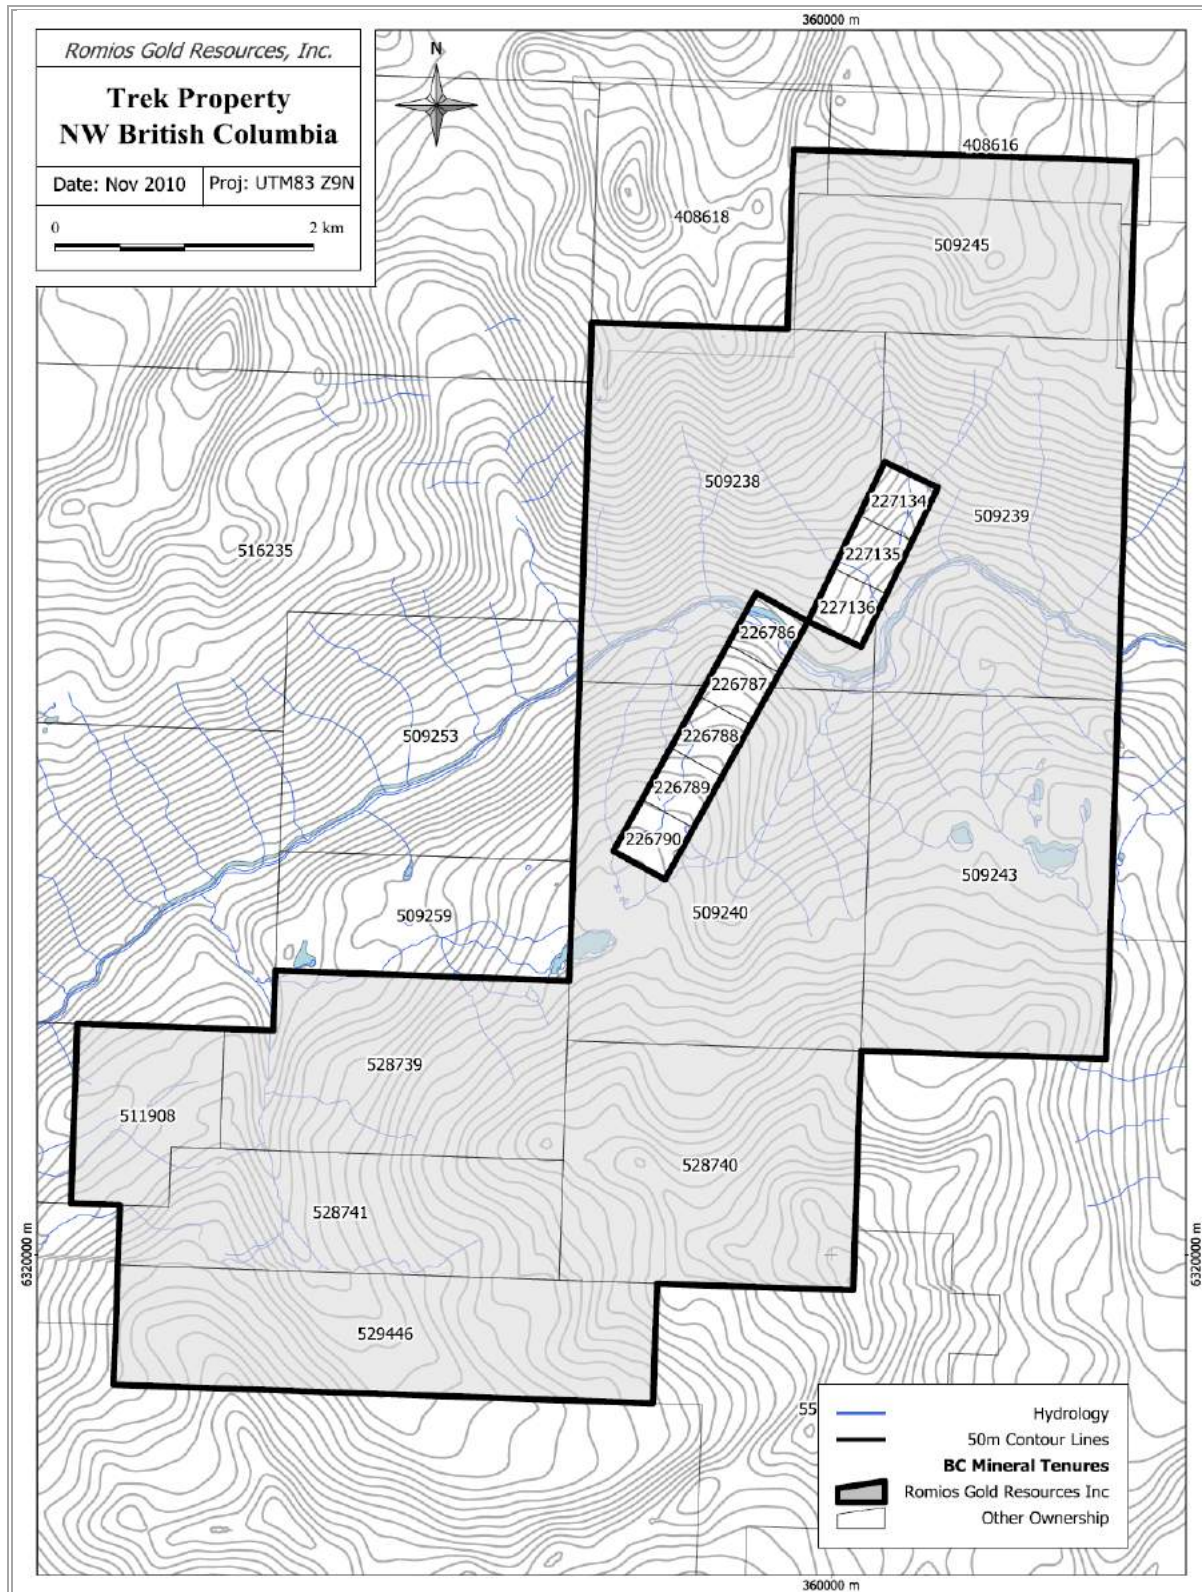 360000 m
Romios Gold Resources, Inc.
Trek Property
NW British Columbia
Date: Nov 2010 Proj: UTM83 Z9N
0 2 km
N
408616
408618
509245
509238
227134
509239
516235
227135
227136
226786
226787
509253
226788
226789
226790
509243
509259
509240
528739
511908
528740
528741
6320000 m
6320000 m
529446
55
Hydrology
50m Contour Lines
BC Mineral Tenures
Romios Gold Resources Inc
Other Ownership
360000 m